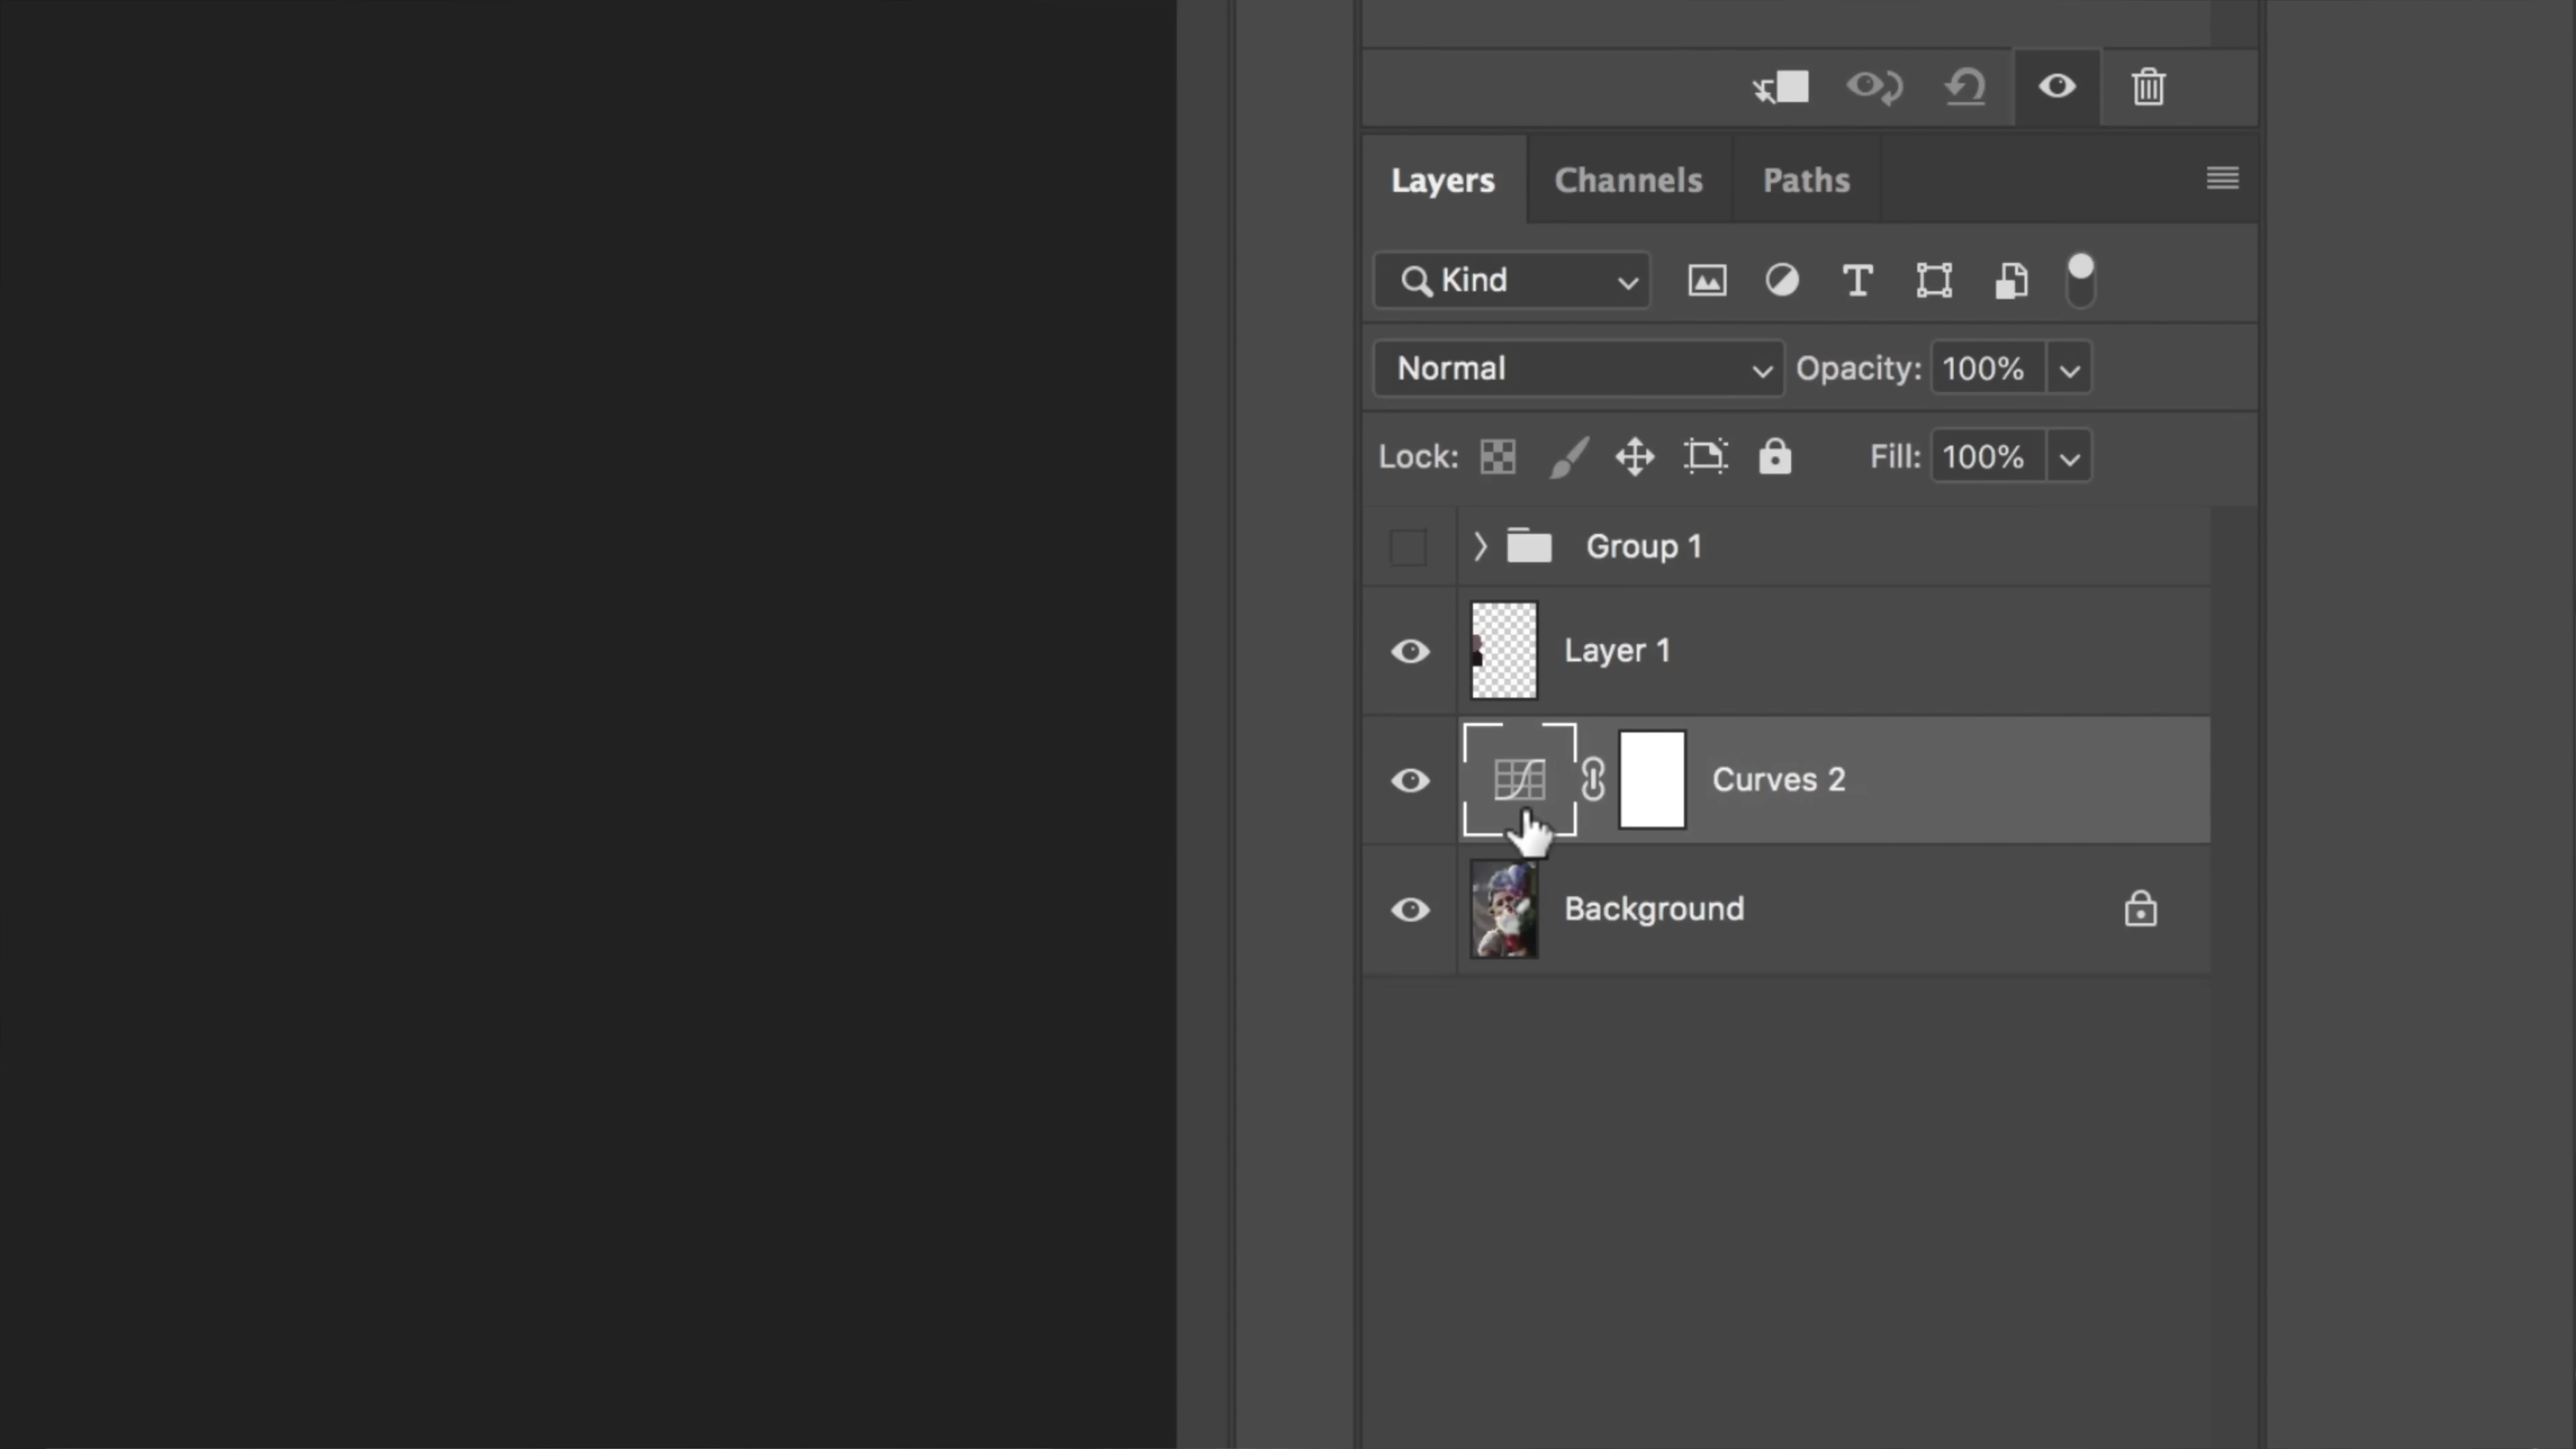 Layers Channels Paths
Kind
Normal Opacity: 100%
Lock: Fill: 100%
Group 1
Layer 1
Curves 2
Background